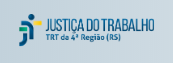 JUSTIÇA DO TRABALHO
TRT da 4ª Região (RS)